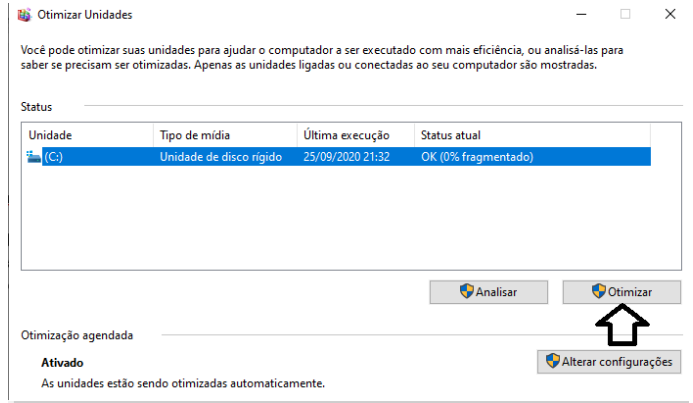 Otimizar Unidades
Você pode otimizar suas unidades para ajudar o computador a ser executado com mais eficiência, ou analisá-las para
saber se precisam ser otimizadas. Apenas as unidades ligadas ou conectadas ao seu computador são mostradas.
Status
Unidade Tipo de mídia Última execução Status atual
(C:) Unidade de disco rígido 25/09/2020 21:32 OK (0% fragmentado)
Analisar Otimizar
Otimização agendada
Ativado Alterar configurações
As unidades estão sendo otimizadas automaticamente.